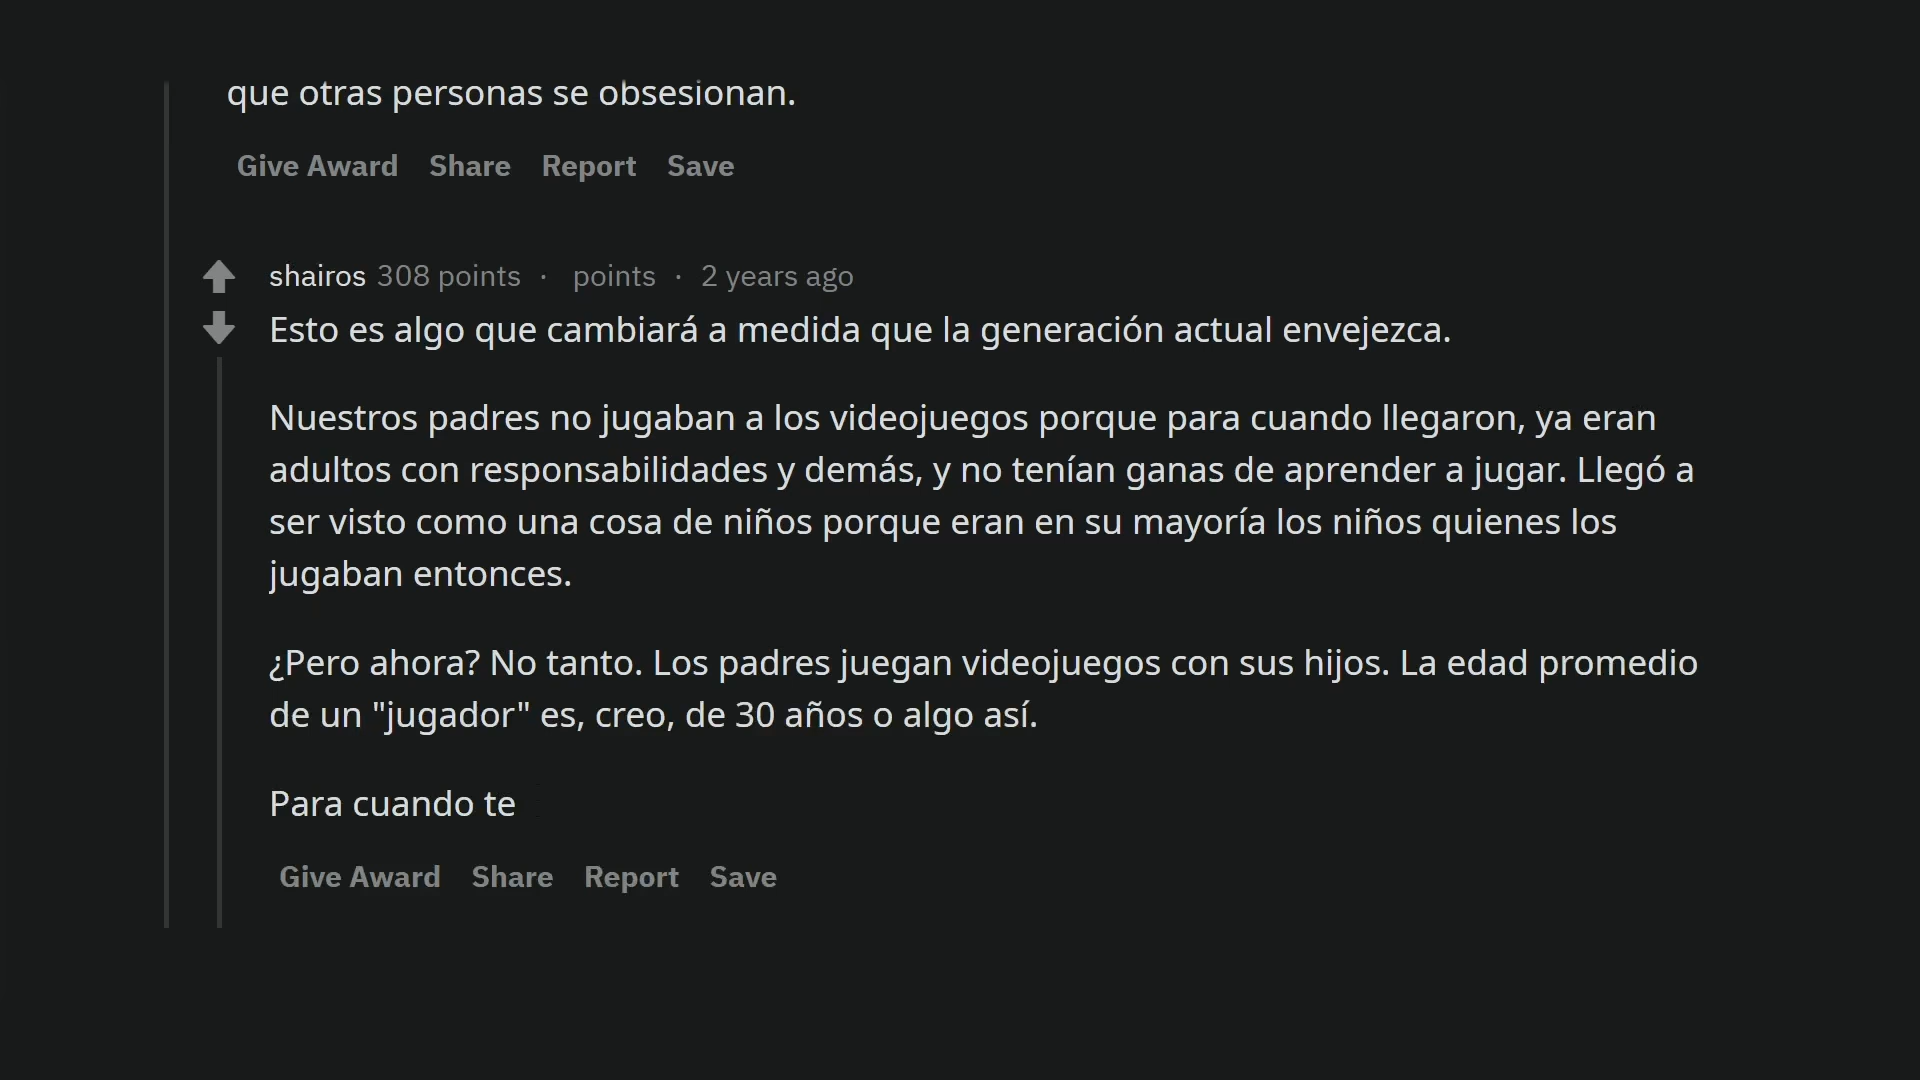 que otras personas se obsesionan.
Give Award Share Report Save
shairos 308 points · points · 2 years ago
Esto es algo que cambiará a medida que la generación actual envejezca.
Nuestros padres no jugaban a los videojuegos porque para cuando llegaron, ya eran
adultos con responsabilidades y demás, y no tenían ganas de aprender a jugar. Llegó a
ser visto como una cosa de niños porque eran en su mayoría los niños quienes los
jugaban entonces.
¿Pero ahora? No tanto. Los padres juegan videojuegos con sus hijos. La edad promedio
de un "jugador" es, creo, de 30 años o algo así.
Para cuando te
Give Award Share Report Save